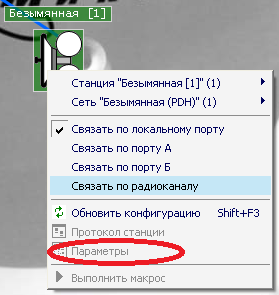 Безымянная [1]
Станция "Безымянная [1]" (1)
Сеть "Безымянная (PDH)" (1)
Связать по локальному порту
Связать по порту А
Связать по порту Б
Связать по радиоканалу
Обновить конфигурацию Shift+F3
Протокол станции
Параметры
Выполнить макрос